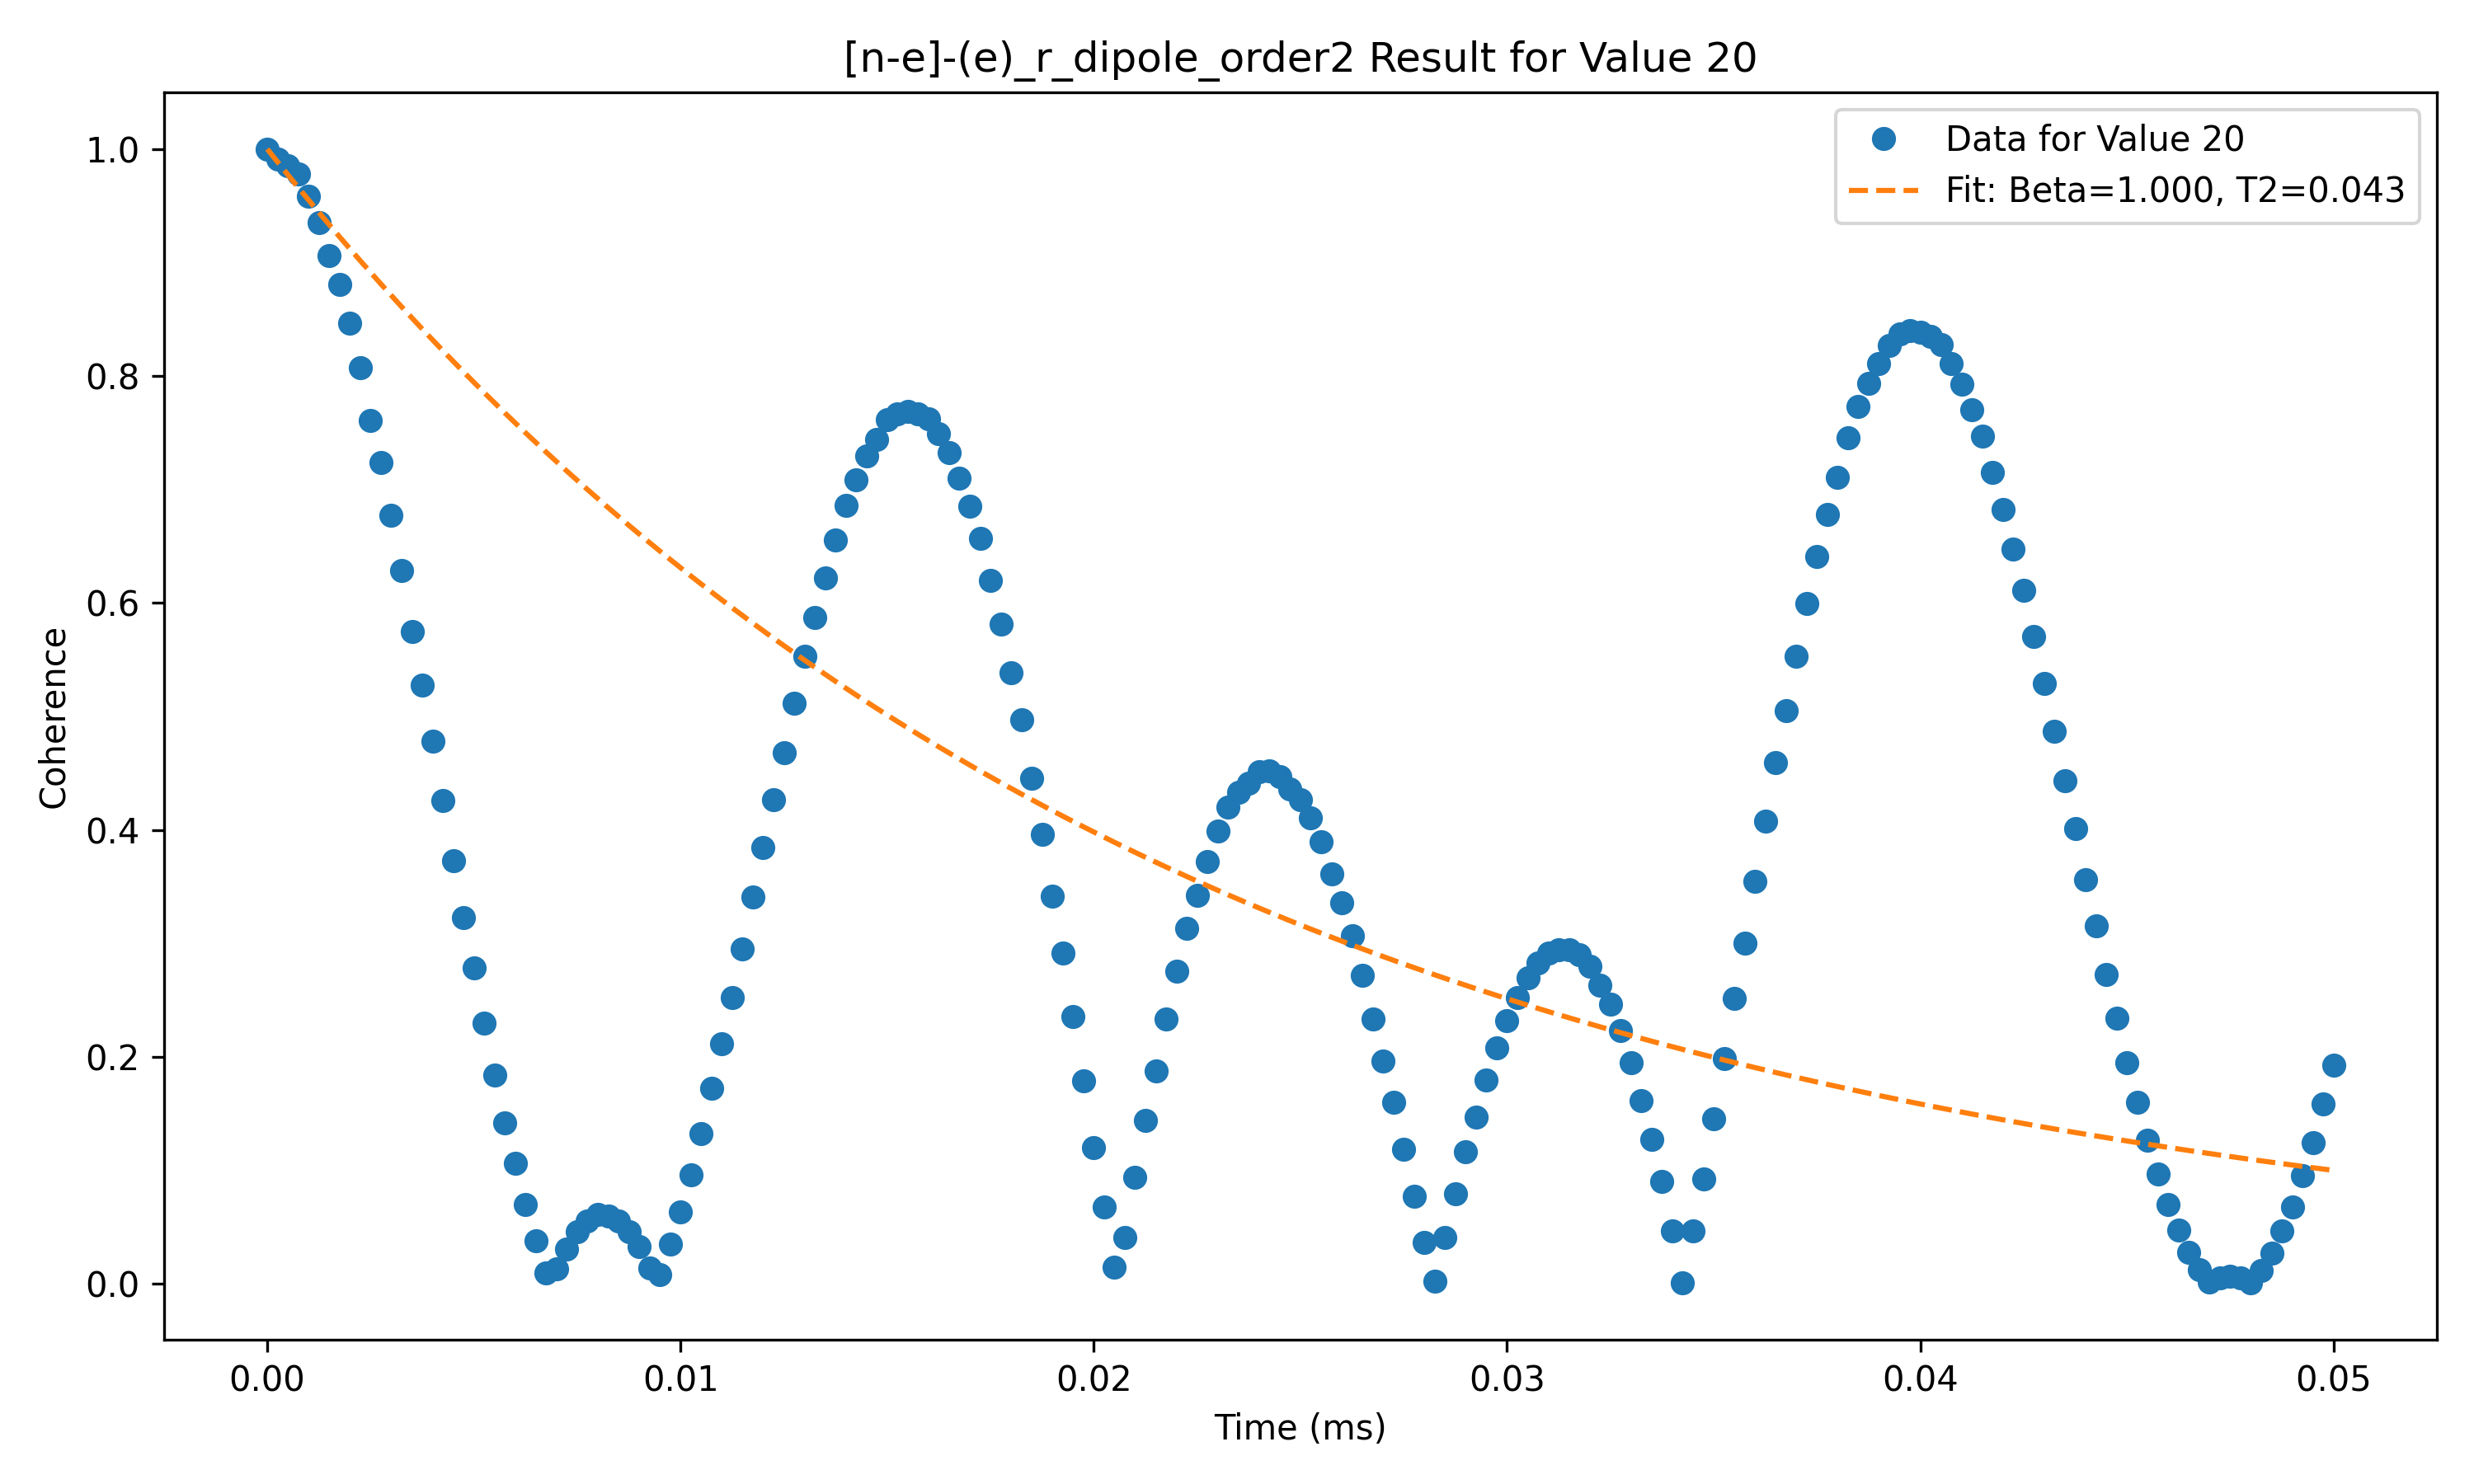 [n-e]-(e)_r_dipole_order2 Result for Value 20
Data for Value 20
Fit: Beta=1.000, T2=0.043
Coherence
1.0
0.8
0.6
0.4
0.2
0.0
0.00 0.01 0.02 0.03 0.04 0.05
Time (ms)